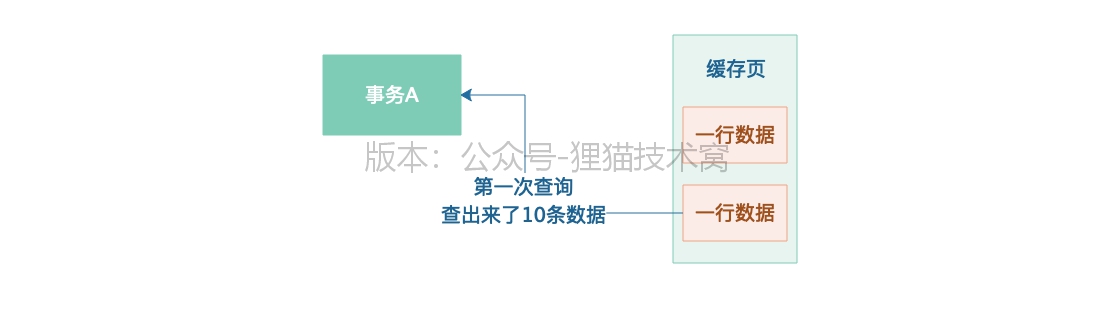 缓存页
事务A
一行数据
版本：公众号-狸猫技术窝
第一次查询
查出来了10条数据
一行数据